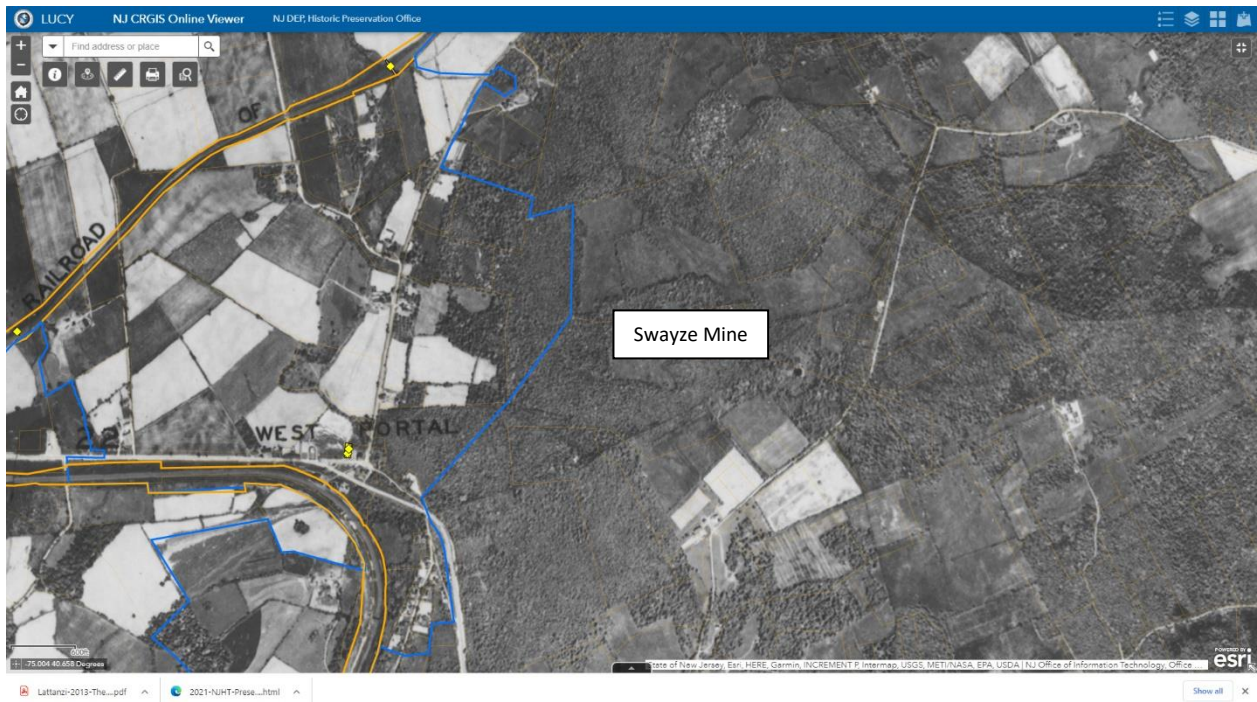 LUCY NJ CRGIS Online Viewer NJ DEP, Historic Preservation Office
Find address or place
RAILROAD OF
Swayze Mine
22 WEST PORTAL
600ft
-75.004 40.658 Degrees
State of New Jersey, Esri, HERE, Garmin, INCREMENT P, Intermap, USGS, METI/NASA, EPA, USDA | NJ Office of Information Technology, Office ...
POWERED BY
esri
Lattanzi-2013-The....pdf 2021-NJHT-Prese....html Show all X